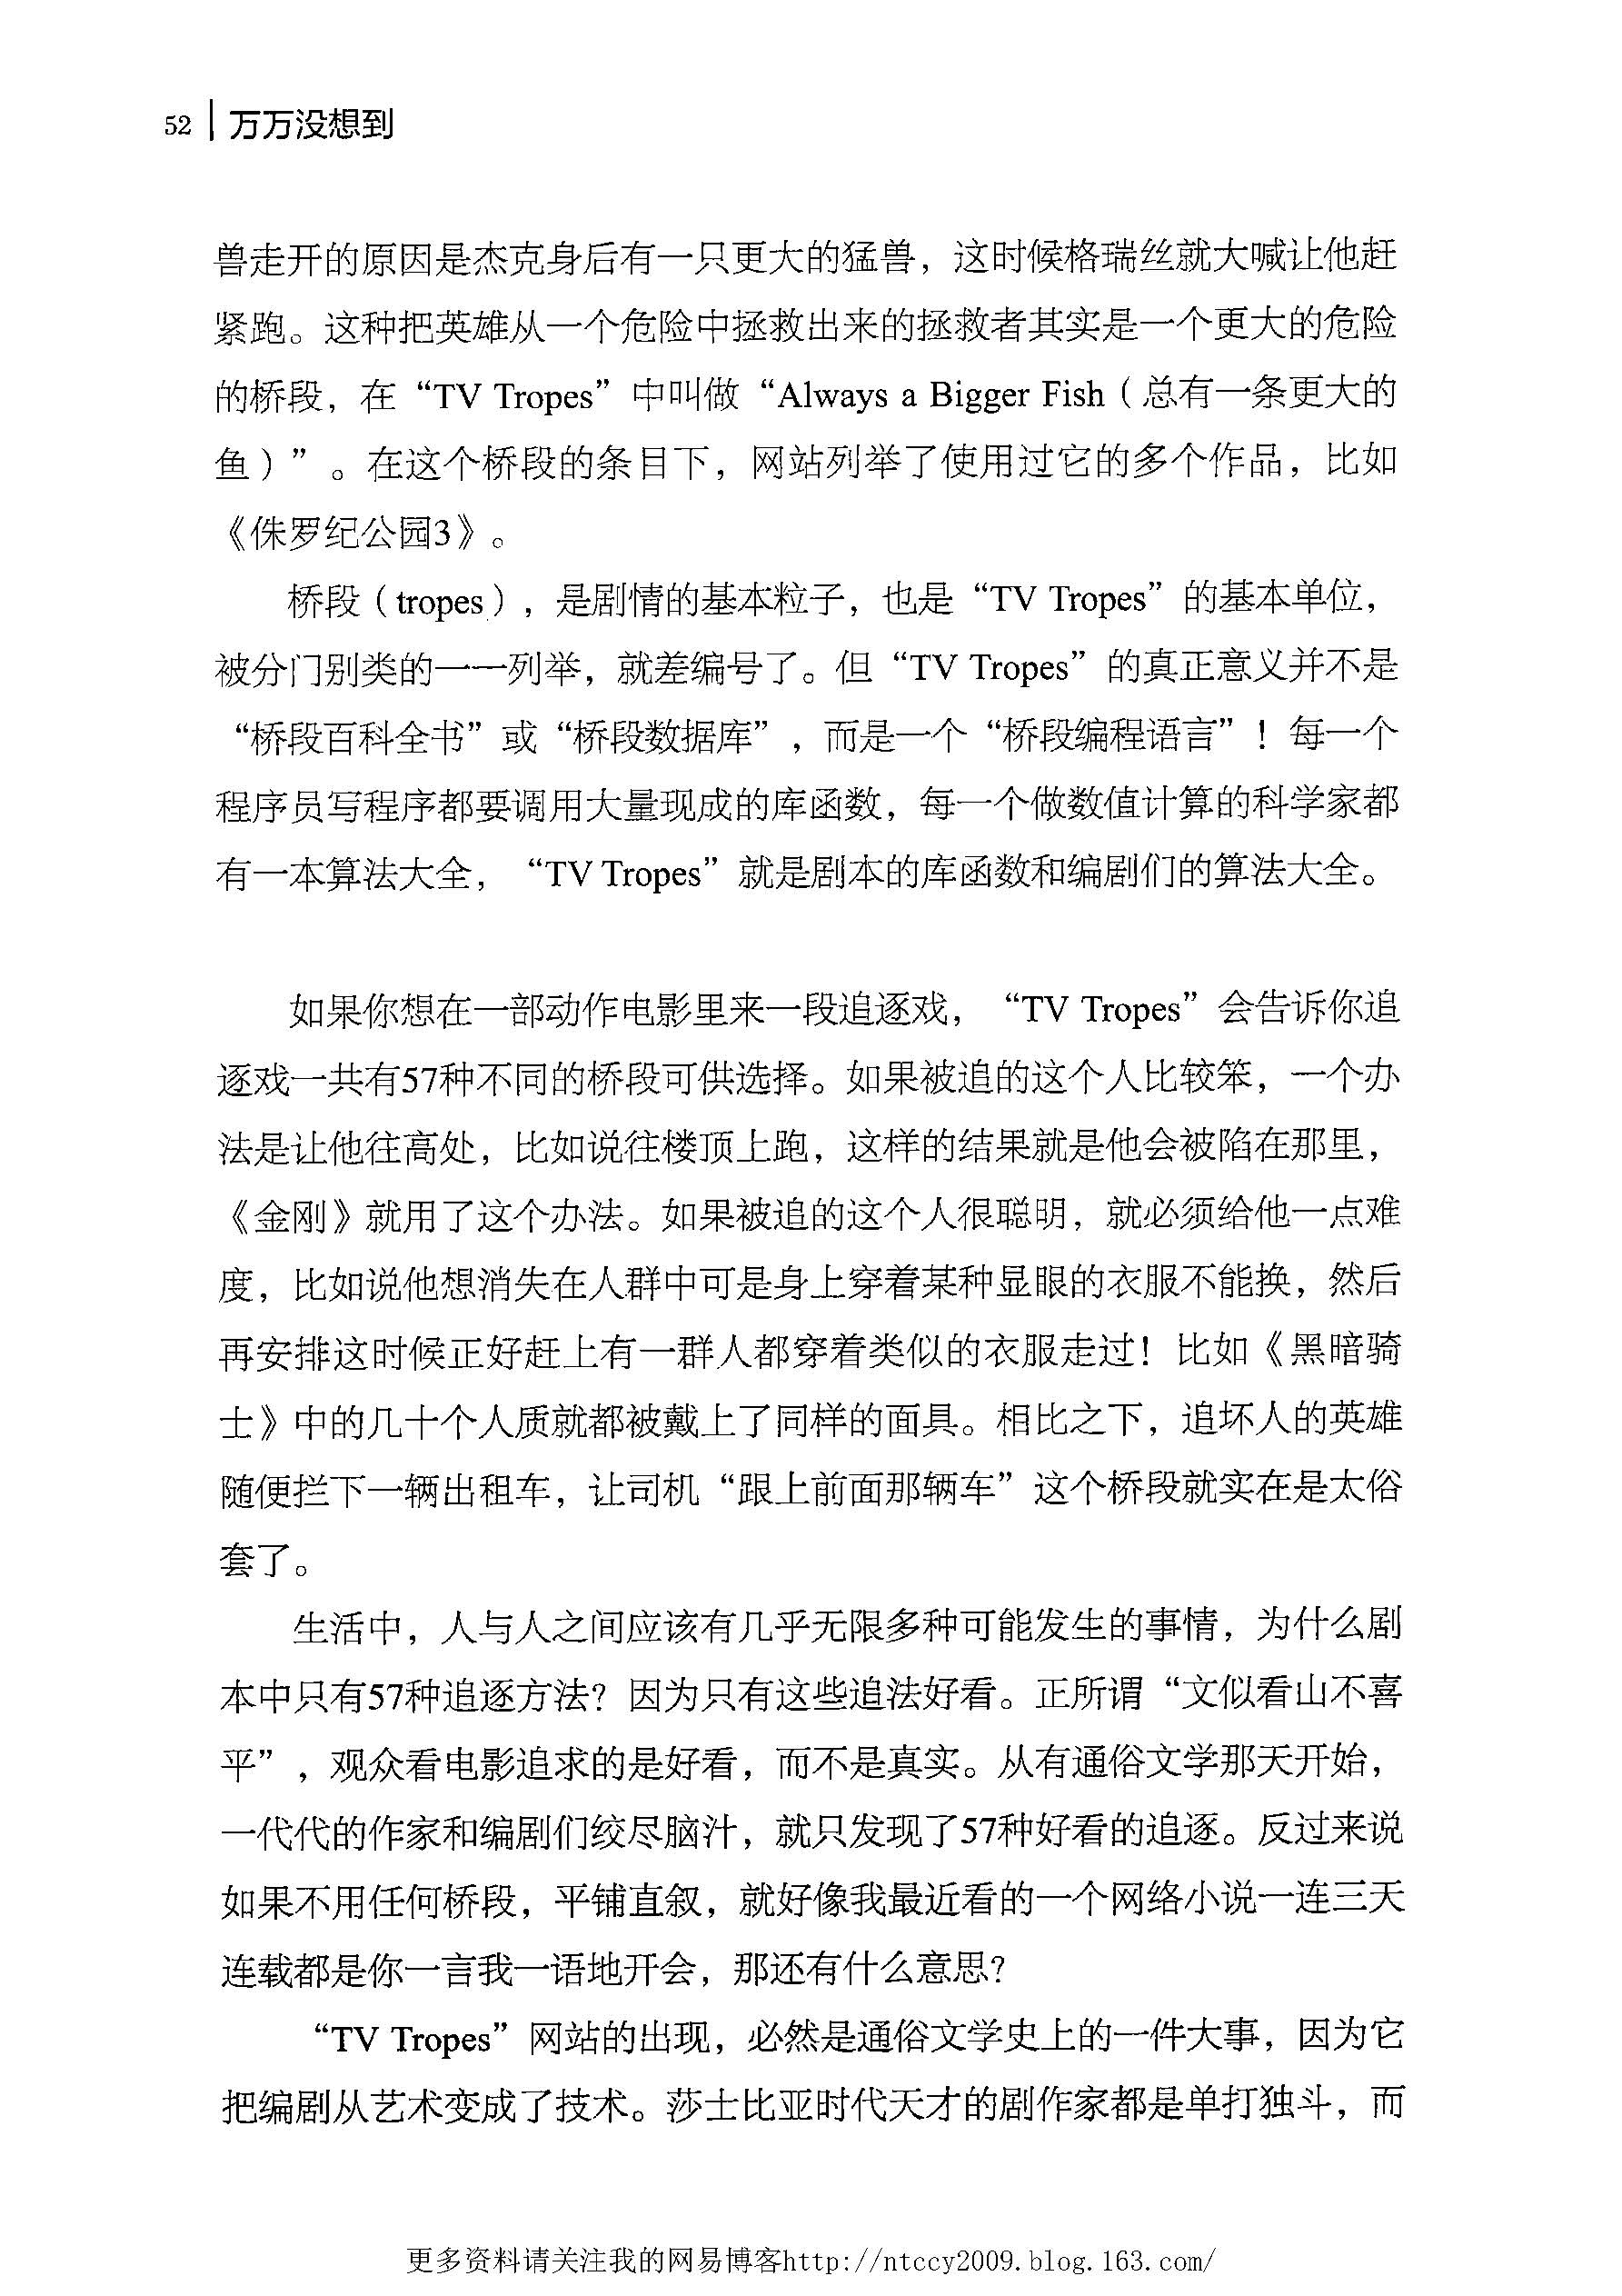 52 万万没想到
兽走开的原因是杰克身后有一只更大的猛兽，这时候格瑞丝就大喊让他赶
紧跑。这种把英雄从一个危险中拯救出来的拯救者其实是一个更大的危险
的桥段，在“TV Tropes”中叫做“Always a Bigger Fish（总有一条更大的
鱼）”。在这个桥段的条目下，网站列举了使用过它的多个作品，比如
《侏罗纪公园3》。
桥段（tropes），是剧情的基本粒子，也是“TV Tropes”的基本单位，
被分门别类的一一列举，就差编号了。但“TV Tropes”的真正意义并不是
“桥段百科全书”或“桥段数据库”，而是一个“桥段编程语言”！每一个
程序员写程序都要调用大量现成的库函数，每一个做数值计算的科学家都
有一本算法大全，“TV Tropes”就是剧本的库函数和编剧们的算法大全。
如果你想在一部动作电影里来一段追逐戏，“TV Tropes”会告诉你追
逐戏一共有57种不同的桥段可供选择。如果被追的这个人比较笨，一个办
法是让他往高处，比如说往楼顶上跑，这样的结果就是他会被陷在那里，
《金刚》就用了这个办法。如果被追的这个人很聪明，就必须给他一点难
度，比如说他想消失在人群中可是身上穿着某种显眼的衣服不能换，然后
再安排这时候正好赶上有一群人都穿着类似的衣服走过！比如《黑暗骑
士》中的几十个人质就都被戴上了同样的面具。相比之下，追坏人的英雄
随便拦下一辆出租车，让司机“跟上前面那辆车”这个桥段就实在是太俗
套了。
生活中，人与人之间应该有几乎无限多种可能发生的事情，为什么剧
本中只有57种追逐方法？因为只有这些追法好看。正所谓“文似看山不喜
平”，观众看电影追求的是好看，而不是真实。从有通俗文学那天开始，
一代代的作家和编剧们绞尽脑汁，就只发现了57种好看的追逐。反过来说
如果不用任何桥段，平铺直叙，就好像我最近看的一个网络小说一连三天
连载都是你一言我一语地开会，那还有什么意思？
“TV Tropes”网站的出现，必然是通俗文学史上的一件大事，因为它
把编剧从艺术变成了技术。莎士比亚时代天才的剧作家都是单打独斗，而
更多资料请关注我的网易博客http://ntccy2009.blog.163.com/